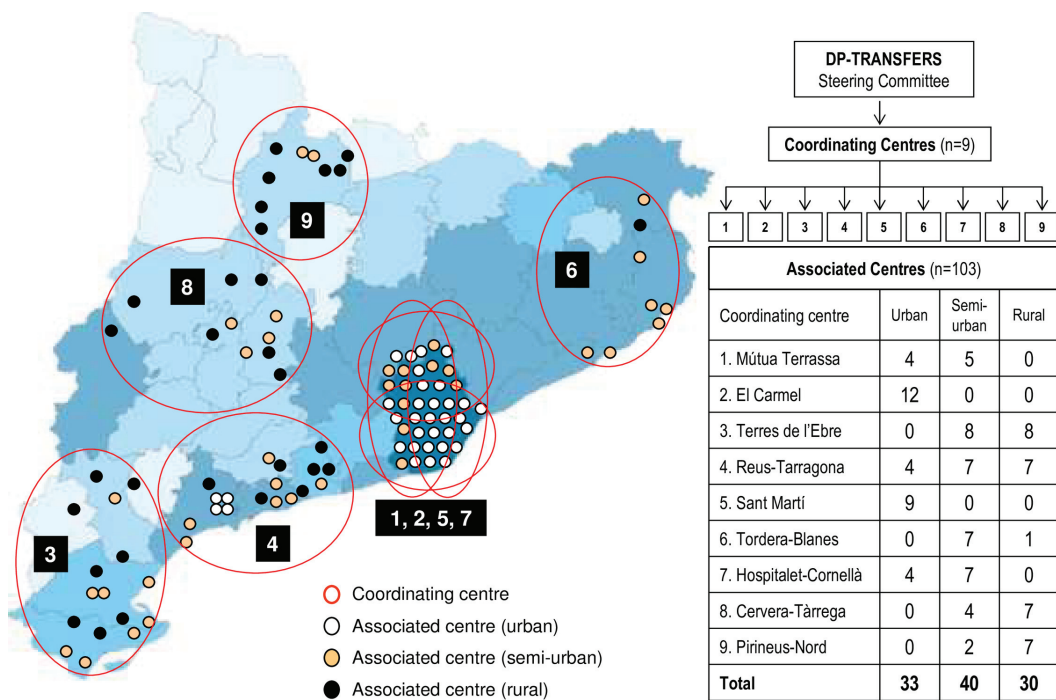 9
8
6
3
4
1, 2, 5, 7
Coordinating centre
Associated centre (urban)
Associated centre (semi-urban)
Associated centre (rural)
DP-TRANSFERS
Steering Committee
Coordinating Centres (n=9)
1 2 3 4 5 6 7 8 9
Associated Centres (n=103)
Coordinating centre Urban Semi-urban Rural
1. Mútua Terrassa 4 5 0
2. El Carmel 12 0 0
3. Terres de l'Ebre 0 8 8
4. Reus-Tarragona 4 7 7
5. Sant Martí 9 0 0
6. Tordera-Blanes 0 7 1
7. Hospitalet-Cornellà 4 7 0
8. Cervera-Tàrrega 0 4 7
9. Pirineus-Nord 0 2 7
Total 33 40 30